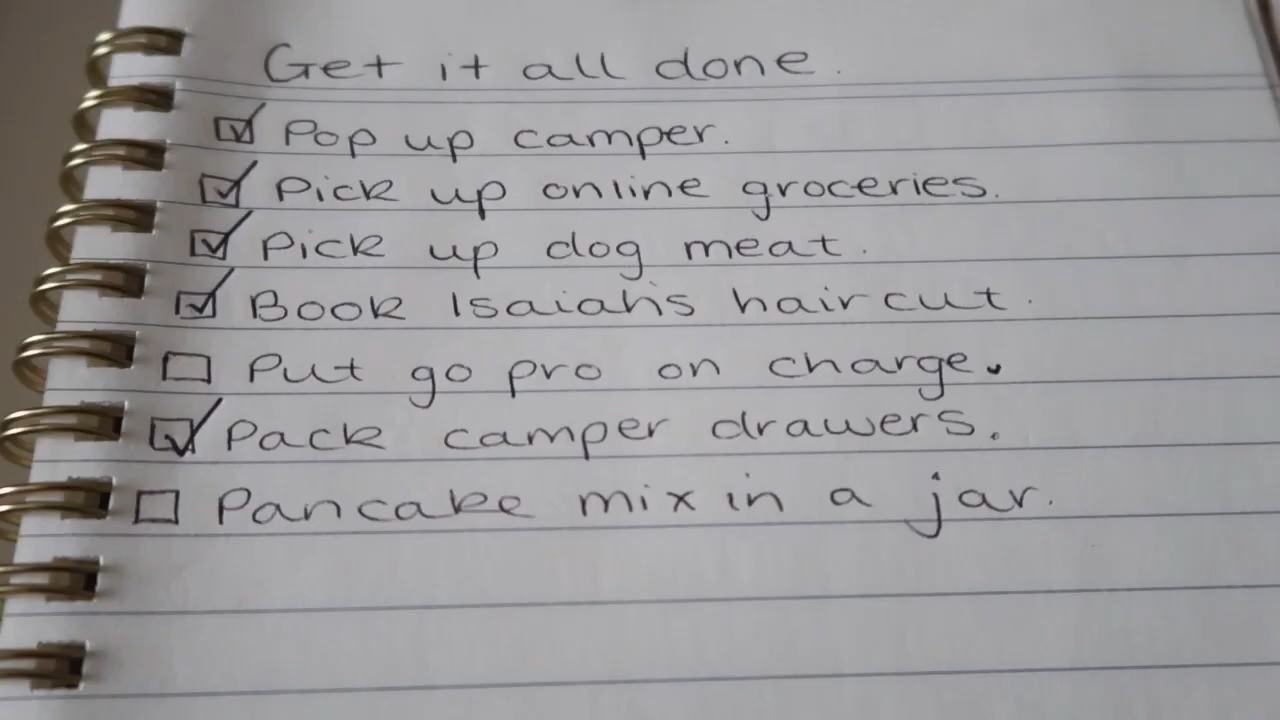 Get it all done.
☑ Pop up camper.
☑ Pick up online groceries.
☑ Pick up dog meat.
☑ Book Isaiah's haircut.
☐ Put go pro on charge.
☑ Pack camper drawers.
☐ Pancake mix in a jar.